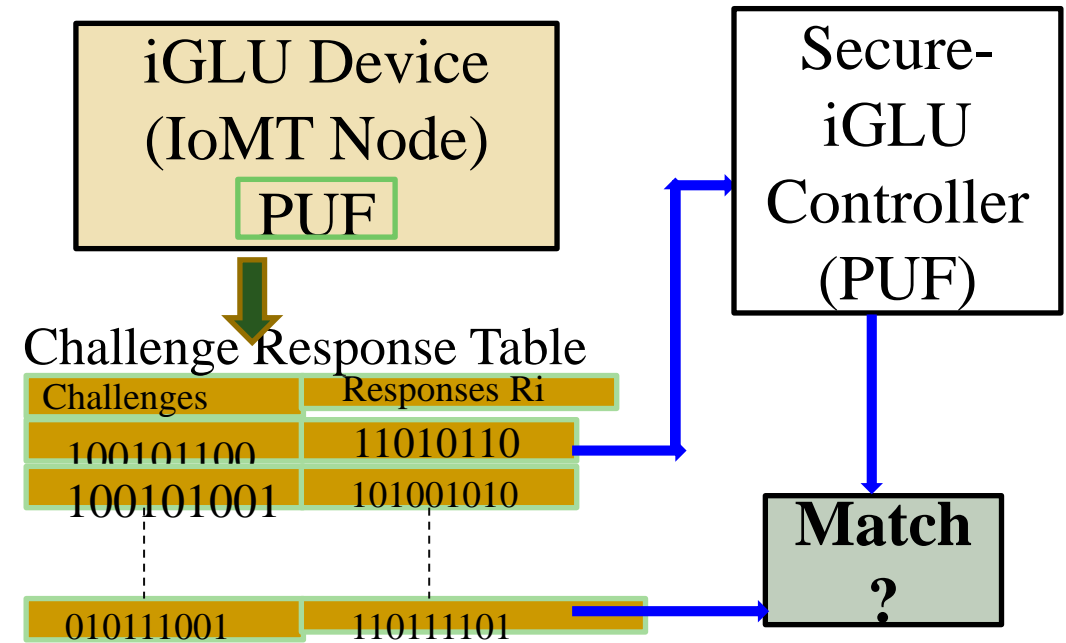 iGLU Device
(IoMT Node)
PUF
Secure-
iGLU
Controller
(PUF)
Challenge Response Table
Challenges Responses Ri
100101100 11010110
100101001 101001010
010111001 110111101
Match
?